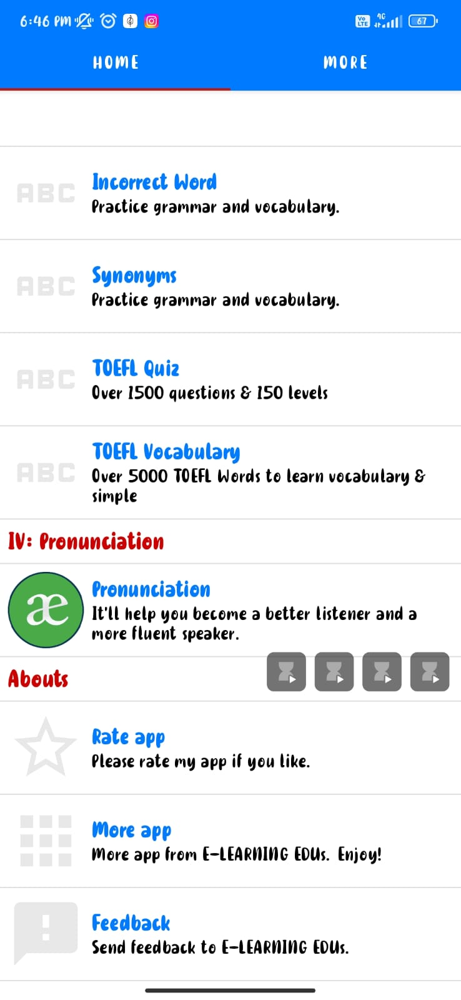 6:46 PM
Vo LTE 4G 67
HOME MORE
ABC
Incorrect Word
Practice grammar and vocabulary.
ABC
Synonyms
Practice grammar and vocabulary.
ABC
TOEFL Quiz
Over 1500 questions & 150 levels
ABC
TOEFL Vocabulary
Over 5000 TOEFL Words to learn vocabulary &
simple
IV: Pronunciation
æ
Pronunciation
It'll help you become a better listener and a
more fluent speaker.
Abouts
Rate app
Please rate my app if you like.
More app
More app from E-LEARNING EDUs. Enjoy!
Feedback
Send feedback to E-LEARNING EDUs.